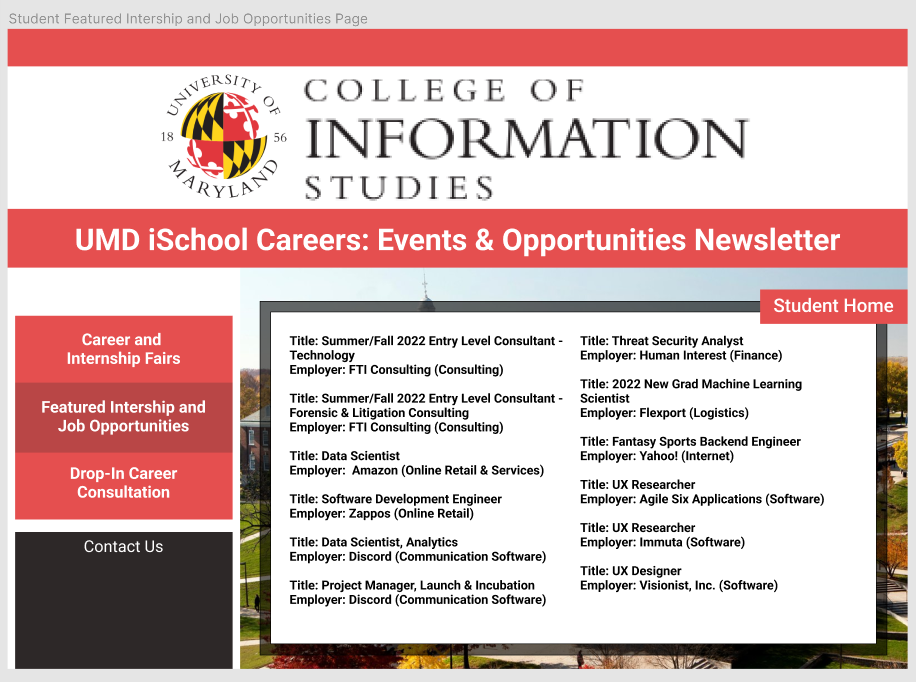 Student Featured Intership and Job Opportunities Page
UNIVERSITY OF
18 56
MARYLAND
COLLEGE OF
INFORMATION
STUDIES
UMD iSchool Careers: Events & Opportunities Newsletter
Student Home
Career and
Internship Fairs
Featured Intership and
Job Opportunities
Drop-In Career
Consultation
Contact Us
Title: Summer/Fall 2022 Entry Level Consultant -
Technology
Employer: FTI Consulting (Consulting)
Title: Summer/Fall 2022 Entry Level Consultant -
Forensic & Litigation Consulting
Employer: FTI Consulting (Consulting)
Title: Data Scientist
Employer:  Amazon (Online Retail & Services)
Title: Software Development Engineer
Employer: Zappos (Online Retail)
Title: Data Scientist, Analytics
Employer: Discord (Communication Software)
Title: Project Manager, Launch & Incubation
Employer: Discord (Communication Software)
Title: Threat Security Analyst
Employer: Human Interest (Finance)
Title: 2022 New Grad Machine Learning
Scientist
Employer: Flexport (Logistics)
Title: Fantasy Sports Backend Engineer
Employer: Yahoo! (Internet)
Title: UX Researcher
Employer: Agile Six Applications (Software)
Title: UX Researcher
Employer: Immuta (Software)
Title: UX Designer
Employer: Visionist, Inc. (Software)